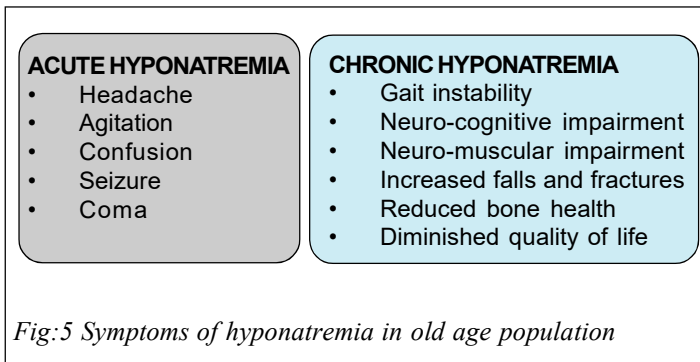 ACUTE HYPONATREMIA
• Headache
• Agitation
• Confusion
• Seizure
• Coma
CHRONIC HYPONATREMIA
• Gait instability
• Neuro-cognitive impairment
• Neuro-muscular impairment
• Increased falls and fractures
• Reduced bone health
• Diminished quality of life
Fig:5 Symptoms of hyponatremia in old age population